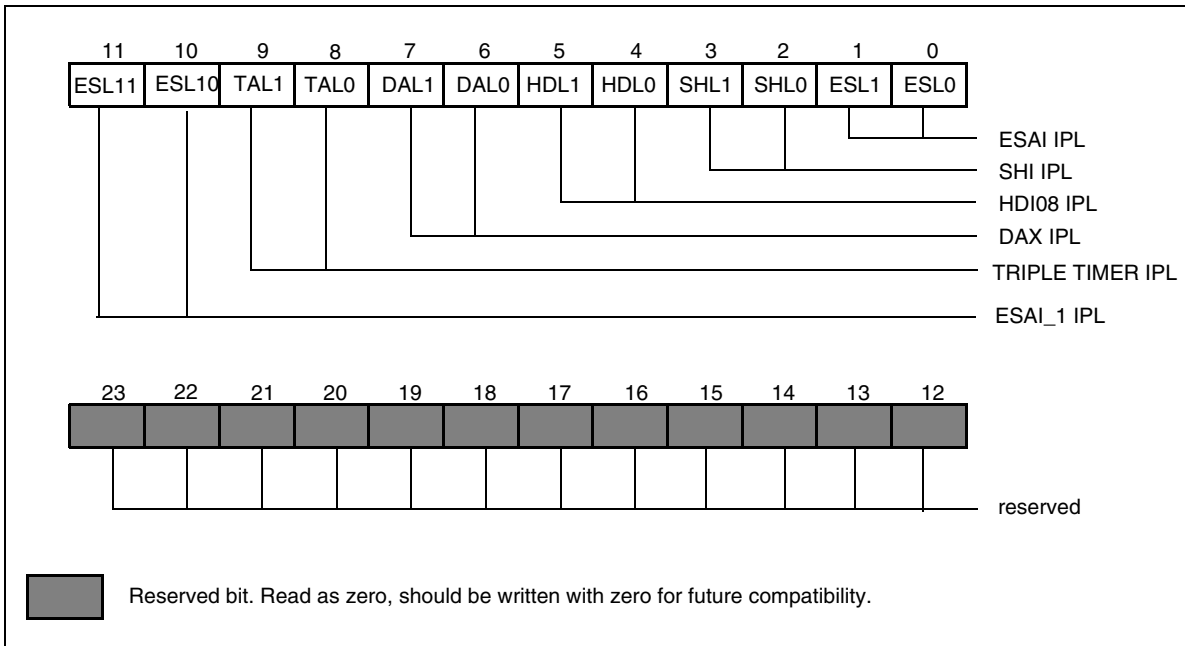 11 10 9 8 7 6 5 4 3 2 1 0
ESL11 ESL10 TAL1 TAL0 DAL1 DAL0 HDL1 HDL0 SHL1 SHL0 ESL1 ESL0
ESAI IPL
SHI IPL
HDI08 IPL
DAX IPL
TRIPLE TIMER IPL
ESAI_1 IPL
23 22 21 20 19 18 17 16 15 14 13 12
reserved
Reserved bit. Read as zero, should be written with zero for future compatibility.